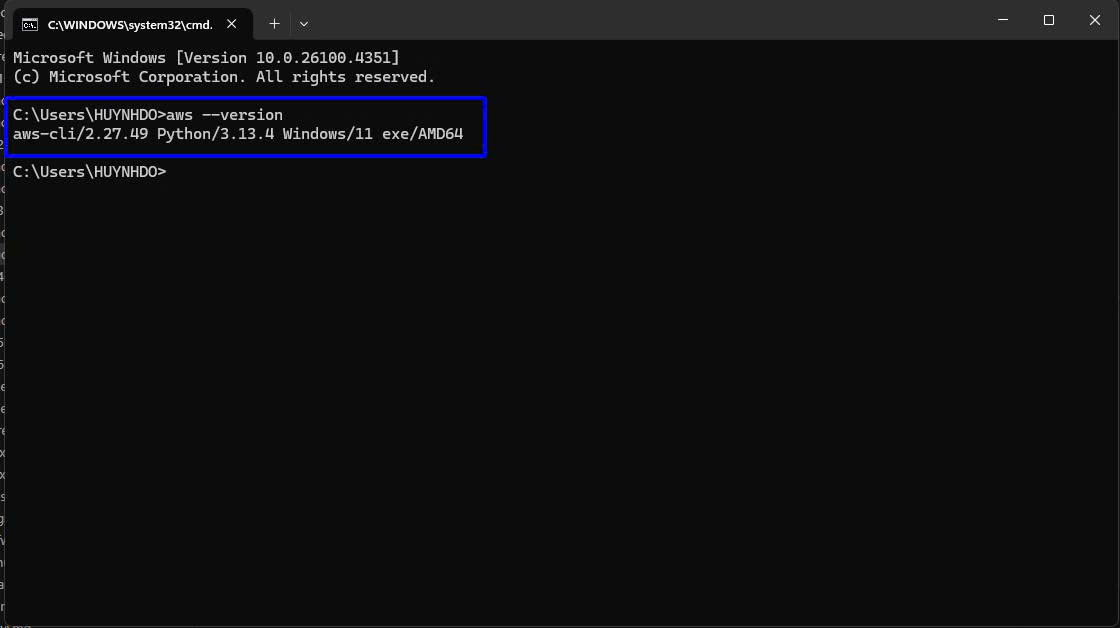 C:\WINDOWS\system32\cmd.
Microsoft Windows [Version 10.0.26100.4351]
(c) Microsoft Corporation. All rights reserved.
C:\Users\HUYNHDO>aws --version
aws-cli/2.27.49 Python/3.13.4 Windows/11 exe/AMD64
C:\Users\HUYNHDO>